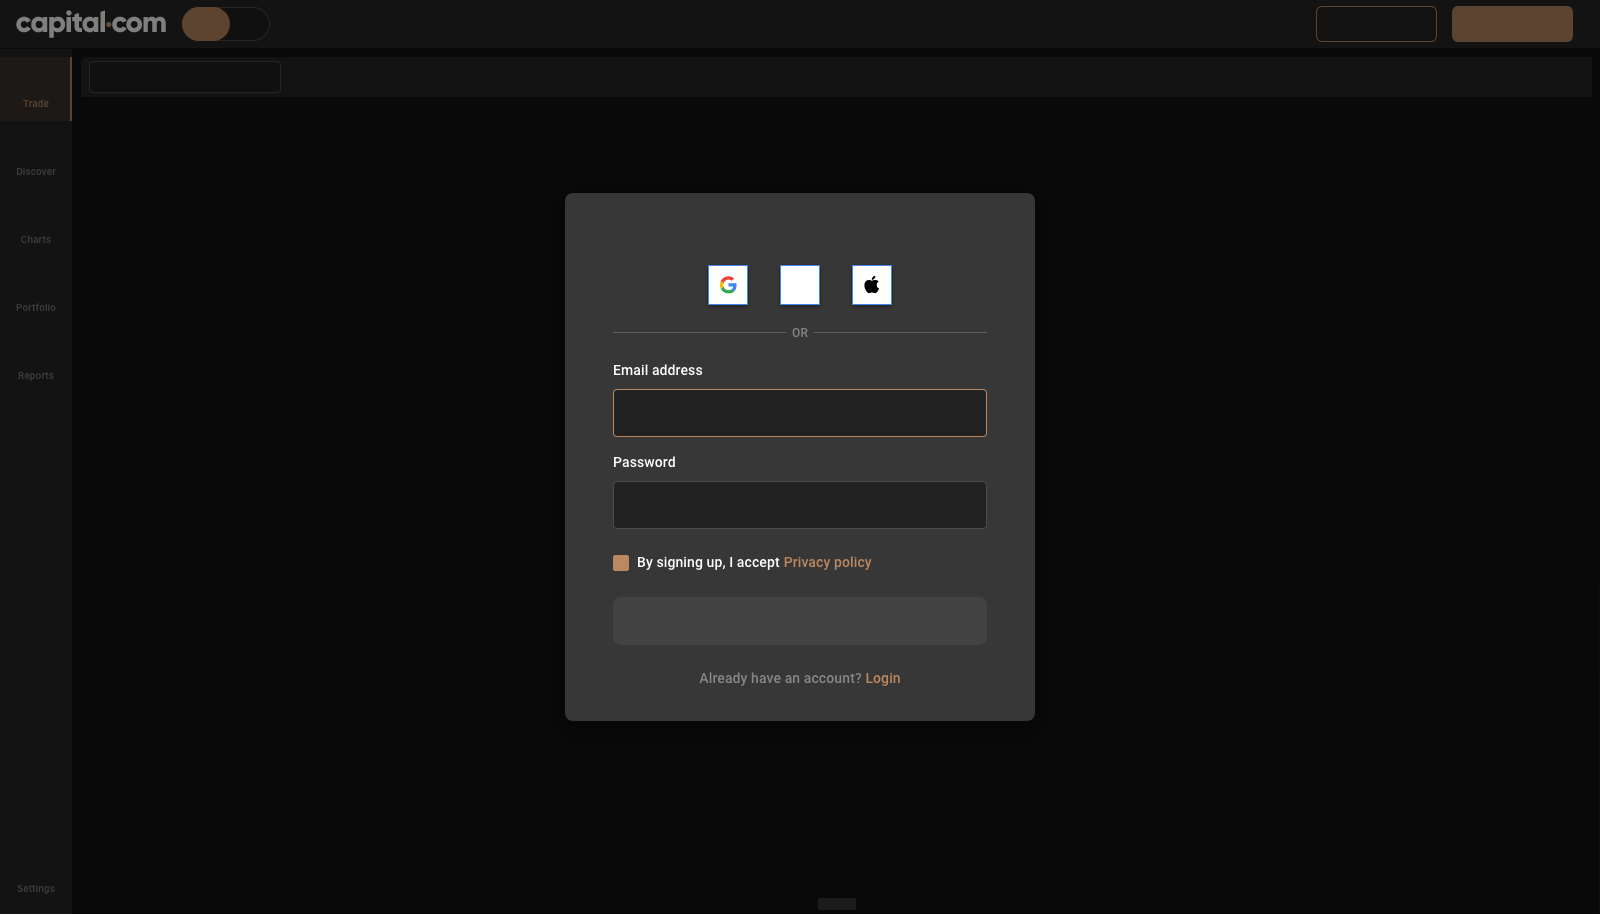 capital.com
Trade
Discover
Charts
Portfolio
Reports
Settings
OR
Email address
Password
By signing up, I accept Privacy policy
Already have an account? Login